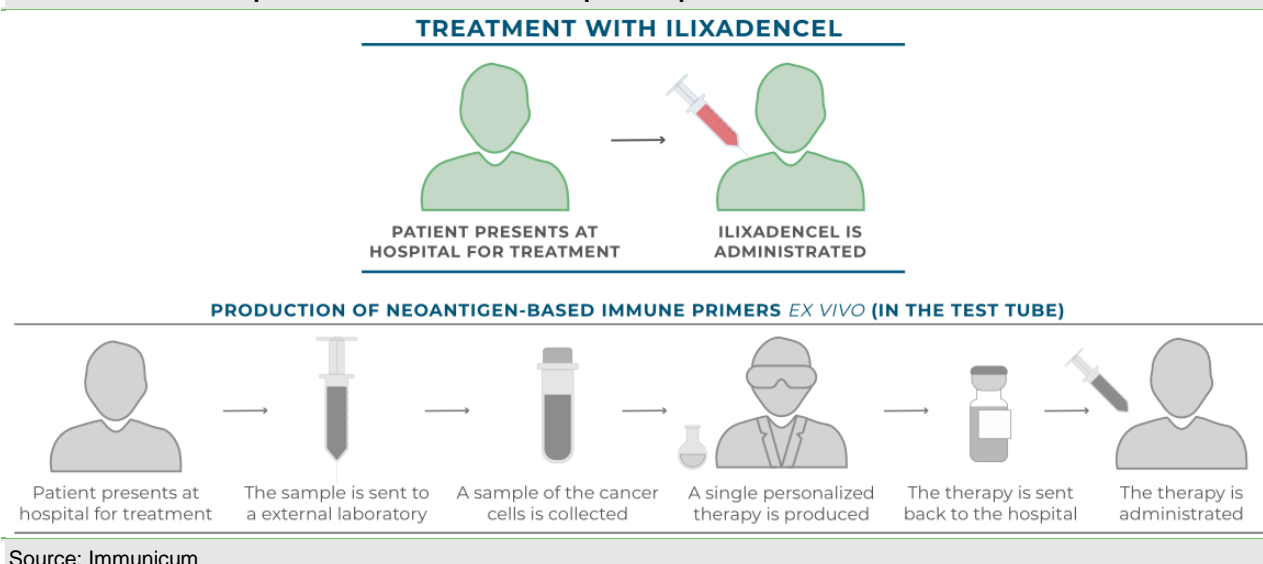 TREATMENT WITH ILIXADENCEL
PATIENT PRESENTS AT
HOSPITAL FOR TREATMENT
ILIXADENCEL IS
ADMINISTRATED
PRODUCTION OF NEOANTIGEN-BASED IMMUNE PRIMERS EX VIVO (IN THE TEST TUBE)
Patient presents at
hospital for treatment
The sample is sent to
a external laboratory
A sample of the cancer
cells is collected
A single personalized
therapy is produced
The therapy is sent
back to the hospital
The therapy is
administrated
Source: Immunicum